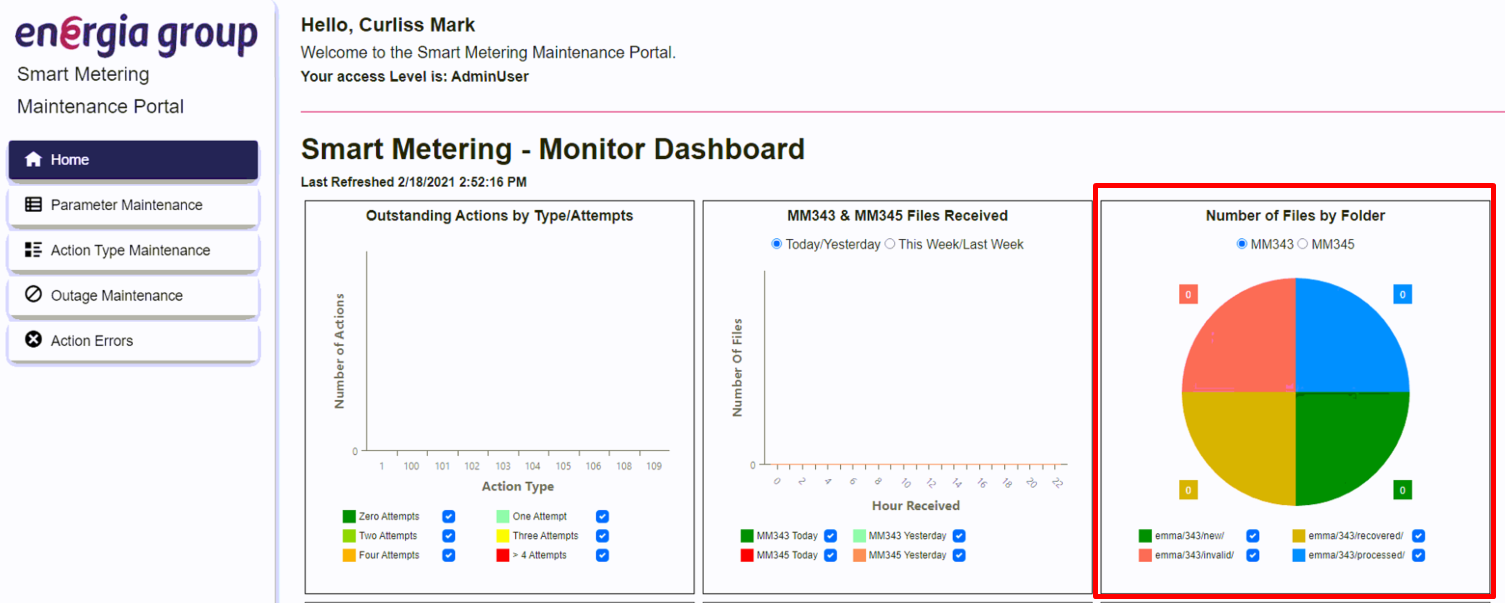 energia group
Smart Metering
Maintenance Portal
Home
Parameter Maintenance
Action Type Maintenance
Outage Maintenance
Action Errors
Hello, Curliss Mark
Welcome to the Smart Metering Maintenance Portal.
Your access Level is: AdminUser
Smart Metering - Monitor Dashboard
Last Refreshed 2/18/2021 2:52:16 PM
Outstanding Actions by Type/Attempts
Number of Actions
0
1 100 101 102 103 104 105 106 108 109
Action Type
Zero Attempts One Attempt
Two Attempts Three Attempts
Four Attempts > 4 Attempts
MM343 & MM345 Files Received
Today/Yesterday This Week/Last Week
Number Of Files
0
0 2 4 6 8 10 12 14 16 18 20 22
Hour Received
MM343 Today MM343 Yesterday
MM345 Today MM345 Yesterday
Number of Files by Folder
MM343 MM345
0 0
0 0
emma/343/new/ emma/343/recovered/
emma/343/invalid/ emma/343/processed/